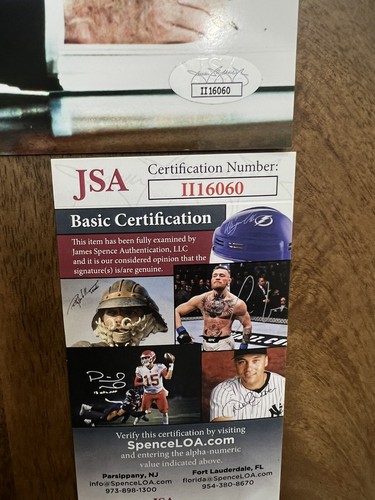 II16060
JSA
Certification Number:
II16060
Basic Certification
This item has been fully examined by
James Spence Authentication, LLC
and it is our considered opinion that the
signature(s) is/are genuine.
15
Verify this certification by visiting
SpenceLOA.com
and entering the alpha-numeric
value indicated above.
Parsippany, NJ
info@SpenceLOA.com
973-898-1300
Fort Lauderdale, FL
florida@SpenceLOA.com
954-380-8670
JSA